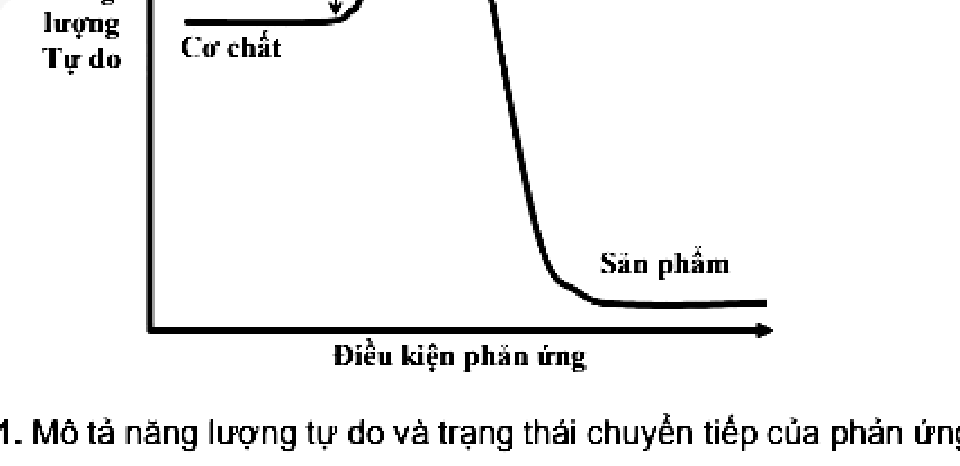 lượng
Tự do
Cơ chất
Sản phẩm
Điều kiện phản ứng
1. Mô tả năng lượng tự do và trạng thái chuyển tiếp của phản ứng